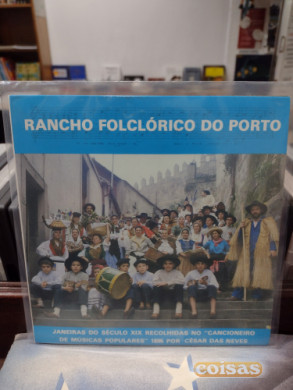 RANCHO FOLCLÓRICO DO PORTO
JANEIRAS DO SÉCULO XIX RECOLHIDAS NO "CANCIONEIRO
DE MÚSICAS POPULARES" 1893 POR CÉSAR DAS NEVES
coisas